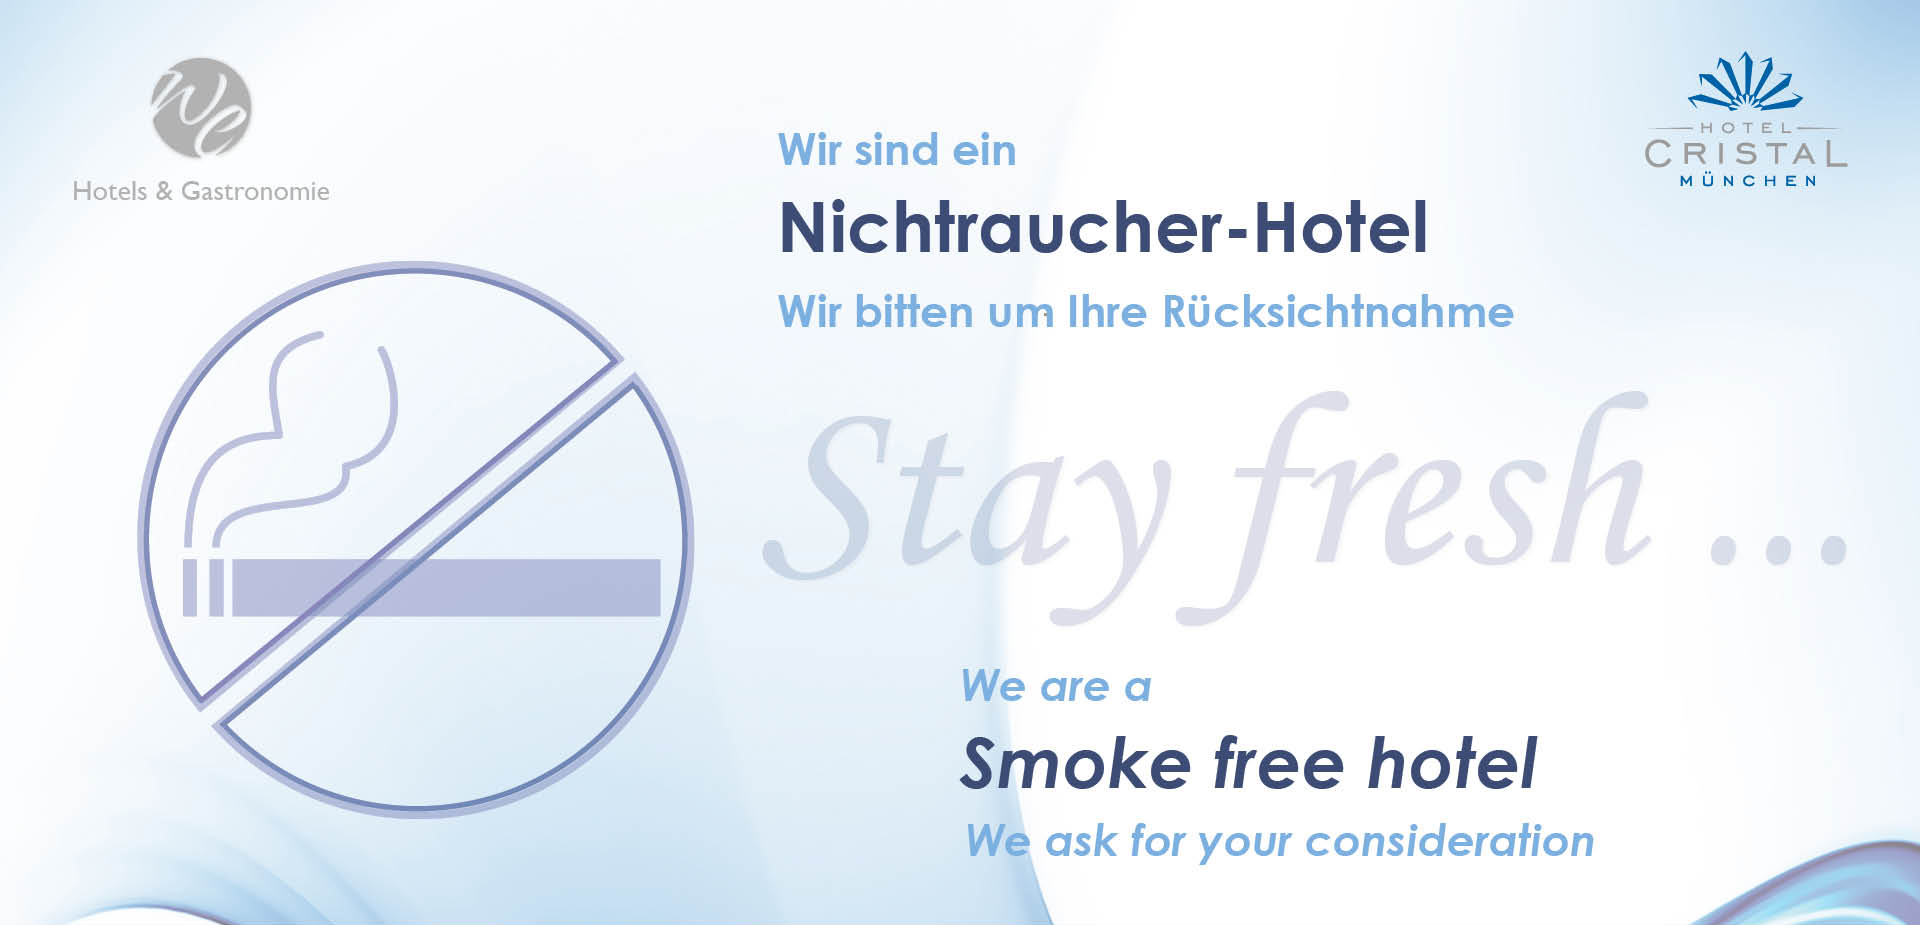 WC
Hotels & Gastronomie
HOTEL
CRISTAL
MÜNCHEN
Wir sind ein
Nichtraucher-Hotel
Wir bitten um Ihre Rücksichtnahme
Stay fresh ...
We are a
Smoke free hotel
We ask for your consideration